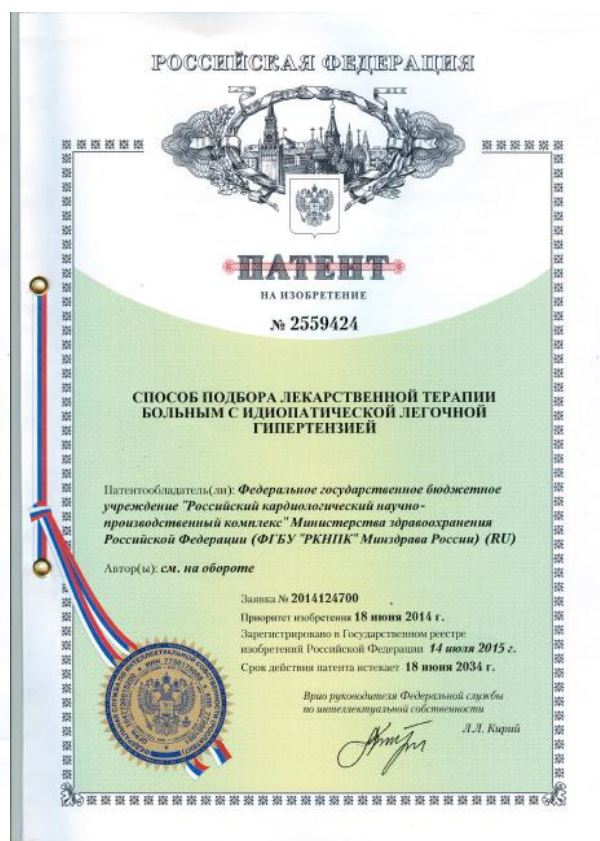 РОССИЙСКАЯ ФЕДЕРАЦИЯ
ПАТЕНТ
НА ИЗОБРЕТЕНИЕ
№ 2559424
СПОСОБ ПОДБОРА ЛЕКАРСТВЕННОЙ ТЕРАПИИ
БОЛЬНЫМ С ИДИОПАТИЧЕСКОЙ ЛЕГОЧНОЙ
ГИПЕРТЕНЗИЕЙ
Патентообладатель(ли): Федеральное государственное бюджетное
учреждение "Российский кардиологический научно-
производственный комплекс" Министерства здравоохранения
Российской Федерации (ФГБУ "РКНПК" Минздрава России) (RU)
Автор(ы): см. на обороте
Заявка № 2014124700
Приоритет изобретения 18 июня 2014 г.
Зарегистрировано в Государственном реестре
изобретений Российской Федерации 14 июля 2015 г.
Срок действия патента истекает 18 июня 2034 г.
Врио руководителя Федеральной службы
по интеллектуальной собственности
Л.Л. Кирий